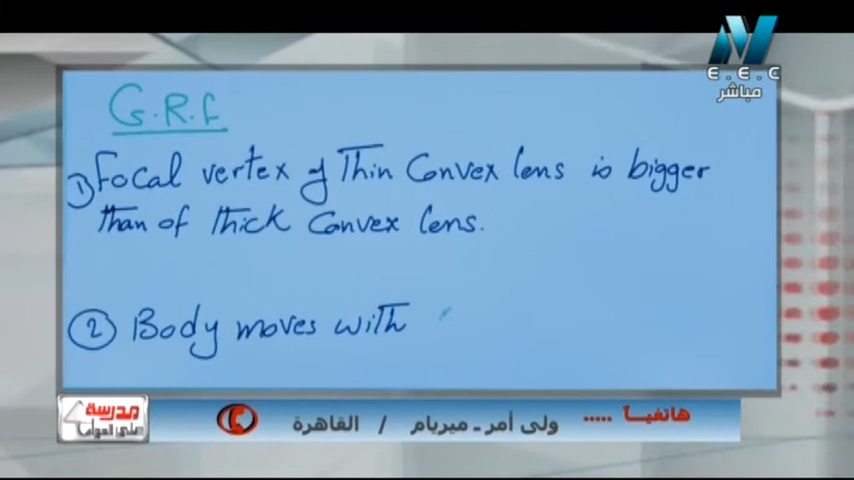 E.E.C
مباشر
G.R.F
1) Focal vertex of Thin Convex lens is bigger
than of thick Convex lens.
2 Body moves with
هاتفياً ..... ولى أمر - ميريام / القاهرة
مدرسة
على الهواء